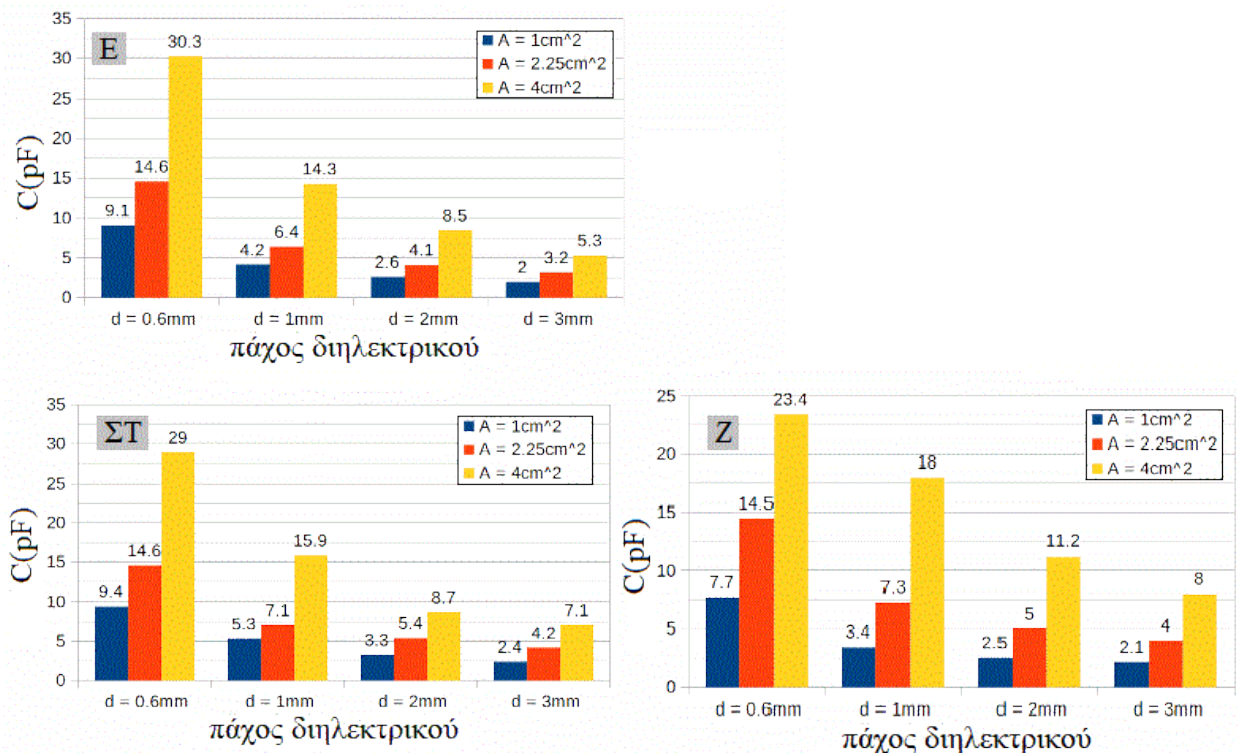 E
A = 1cm^2
A = 2.25cm^2
A = 4cm^2
C(pF)
35
30
25
20
15
10
5
0
9.1
14.6
30.3
4.2
6.4
14.3
2.6
4.1
8.5
2
3.2
5.3
d = 0.6mm
d = 1mm
d = 2mm
d = 3mm
πάχος διηλεκτρικού
ΣΤ
A = 1cm^2
A = 2.25cm^2
A = 4cm^2
C(pF)
35
30
25
20
15
10
5
0
9.4
14.6
29
5.3
7.1
15.9
3.3
5.4
8.7
2.4
4.2
7.1
d = 0.6mm
d = 1mm
d = 2mm
d = 3mm
πάχος διηλεκτρικού
Z
A = 1cm^2
A = 2.25cm^2
A = 4cm^2
C(pF)
25
20
15
10
5
0
7.7
14.5
23.4
3.4
7.3
18
2.5
5
11.2
2.1
4
8
d = 0.6mm
d = 1mm
d = 2mm
d = 3mm
πάχος διηλεκτρικού